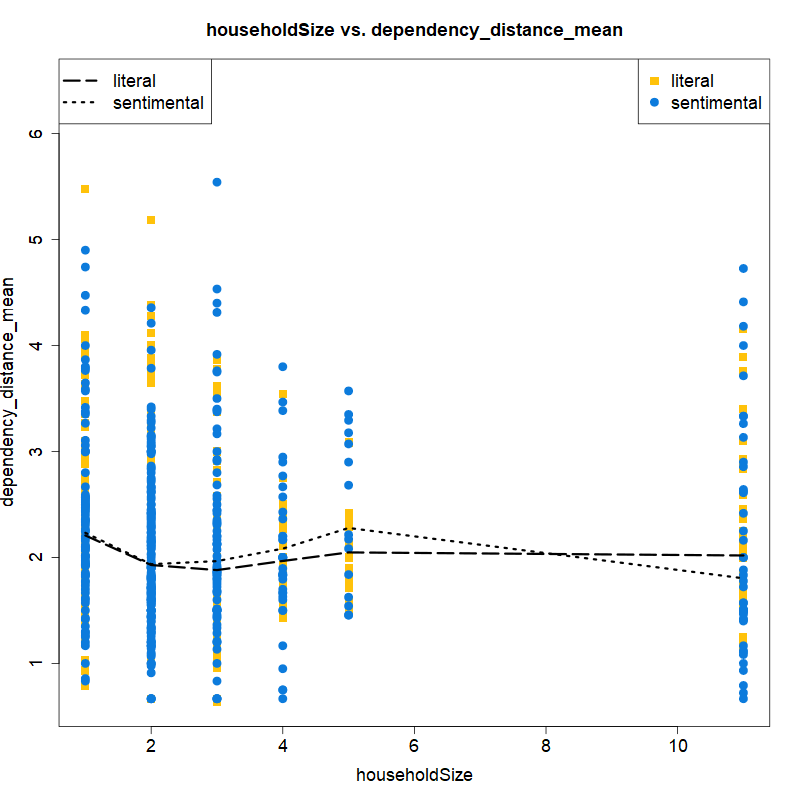 householdSize vs. dependency_distance_mean
literal
sentimental
literal
sentimental
dependency_distance_mean
6
5
4
3
2
1
2
4
6
8
10
householdSize